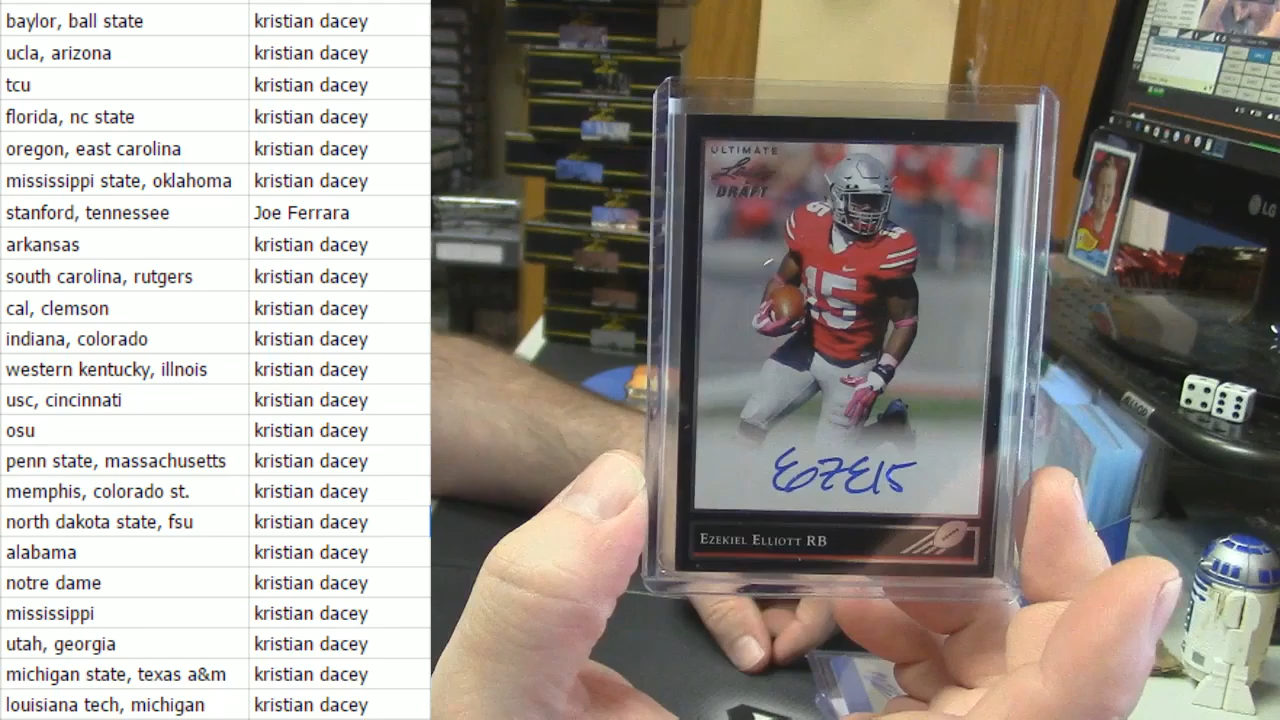 baylor, ball state kristian dacey
ucla, arizona kristian dacey
tcu kristian dacey
florida, nc state kristian dacey
oregon, east carolina kristian dacey
mississippi state, oklahoma kristian dacey
stanford, tennessee Joe Ferrara
arkansas kristian dacey
south carolina, rutgers kristian dacey
cal, clemson kristian dacey
indiana, colorado kristian dacey
western kentucky, illnois kristian dacey
usc, cincinnati kristian dacey
osu kristian dacey
penn state, massachusetts kristian dacey
memphis, colorado st. kristian dacey
north dakota state, fsu kristian dacey
alabama kristian dacey
notre dame kristian dacey
mississippi kristian dacey
utah, georgia kristian dacey
michigan state, texas a&m kristian dacey
louisiana tech, michigan kristian dacey
ULTIMATE
Leaf
DRAFT
15
15
EZE15
EZEKIEL ELLIOTT RB
LG